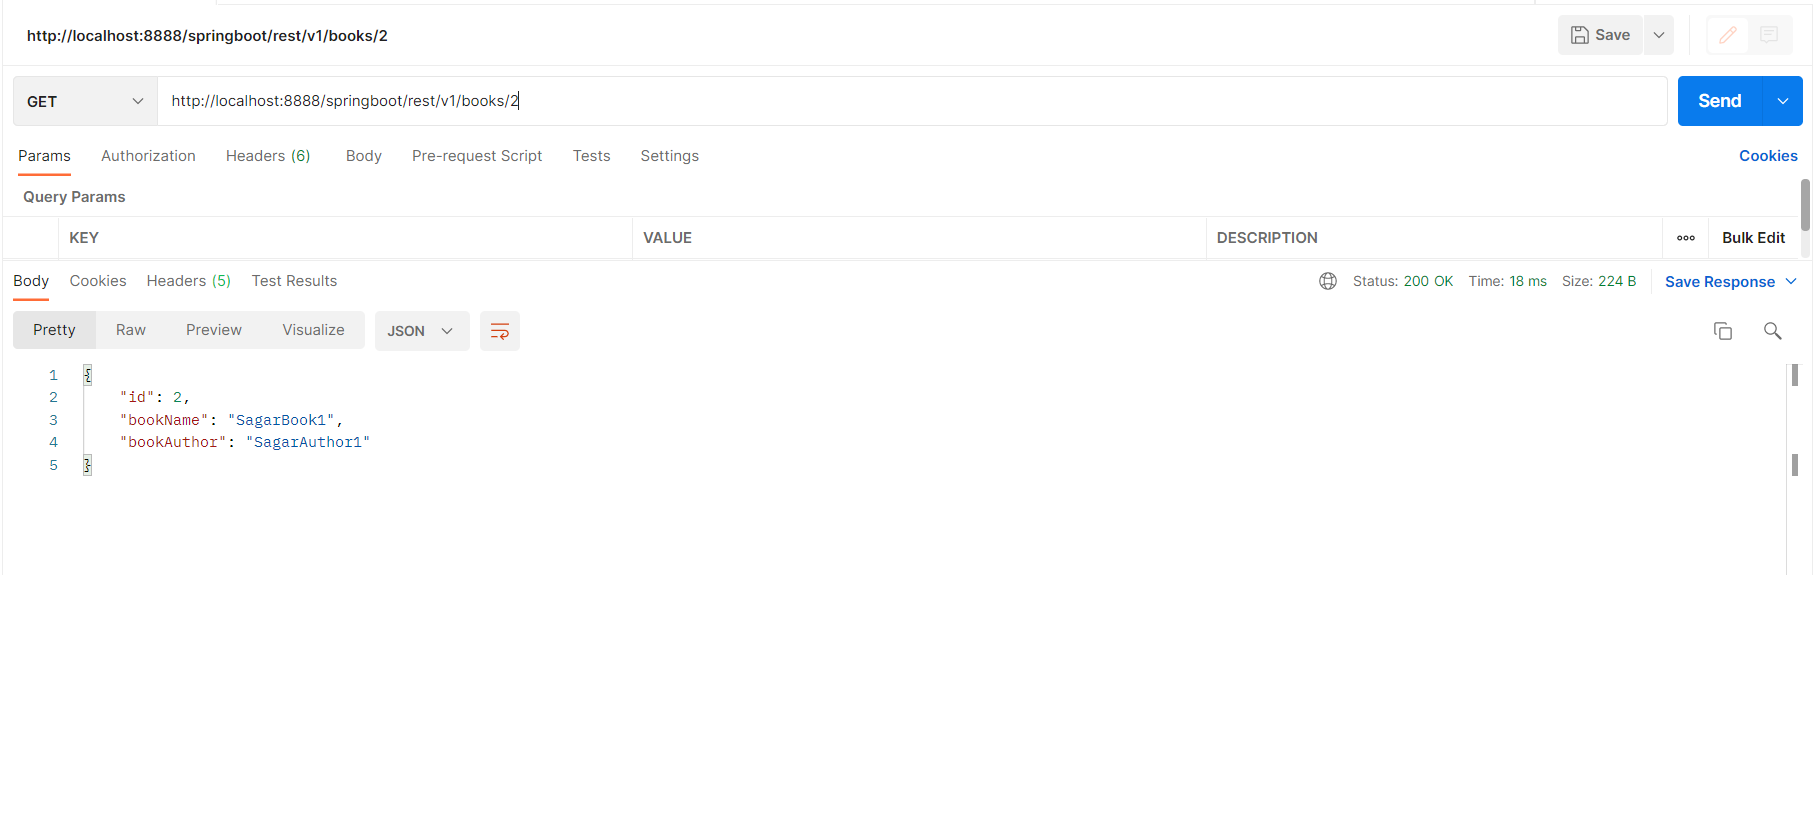 http://localhost:8888/springboot/rest/v1/books/2
Save
GET
http://localhost:8888/springboot/rest/v1/books/2
Send
Params Authorization Headers (6) Body Pre-request Script Tests Settings Cookies
Query Params
KEY VALUE DESCRIPTION ooo Bulk Edit
Body Cookies Headers (5) Test Results Status: 200 OK Time: 18 ms Size: 224 B Save Response
Pretty Raw Preview Visualize JSON
1 {
2 "id": 2,
3 "bookName": "SagarBook1",
4 "bookAuthor": "SagarAuthor1"
5 }